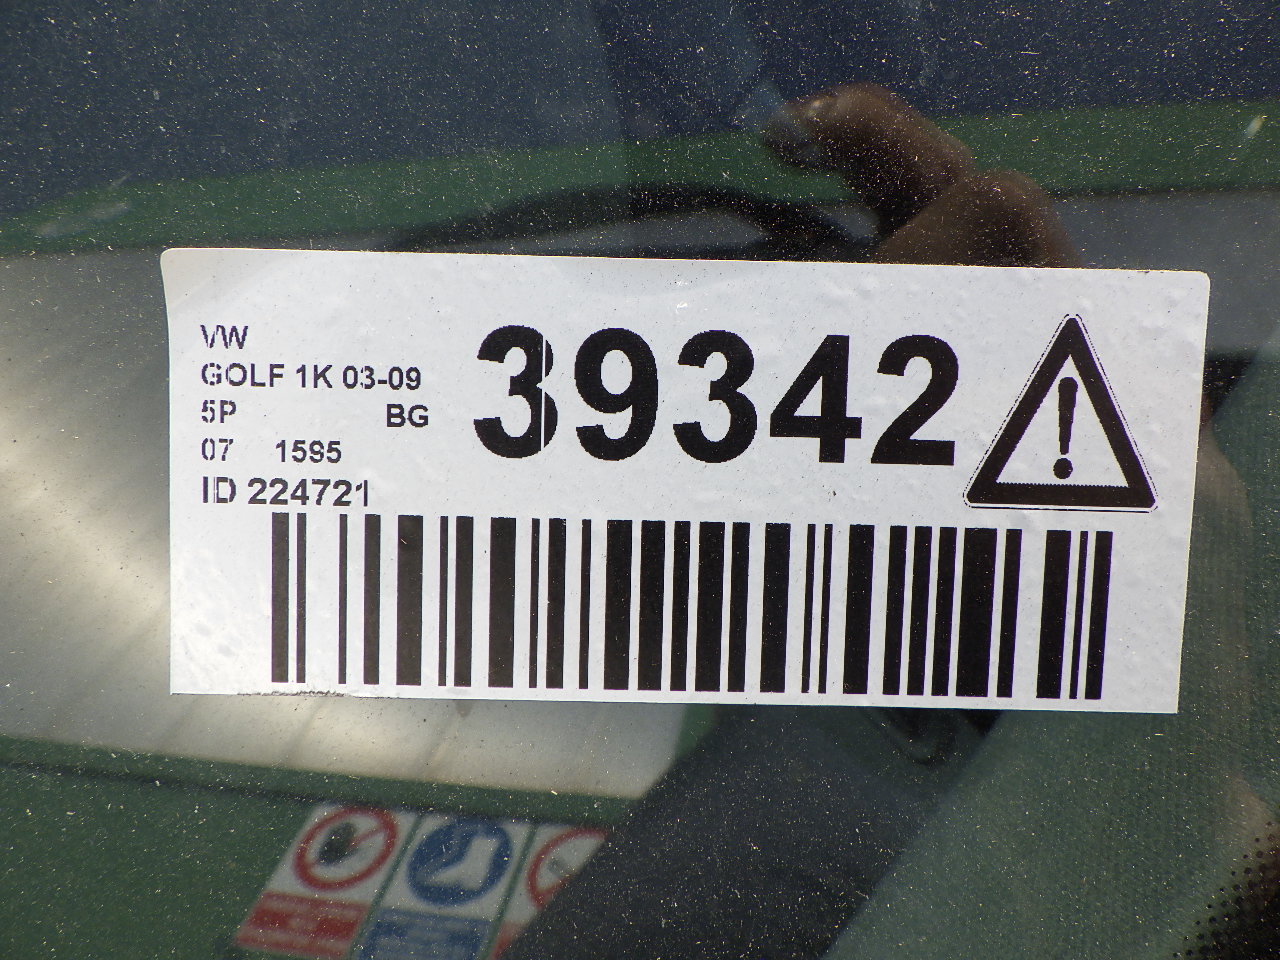 VW
GOLF 1K 03-09
5P BG
07 1595
ID 224721
39342